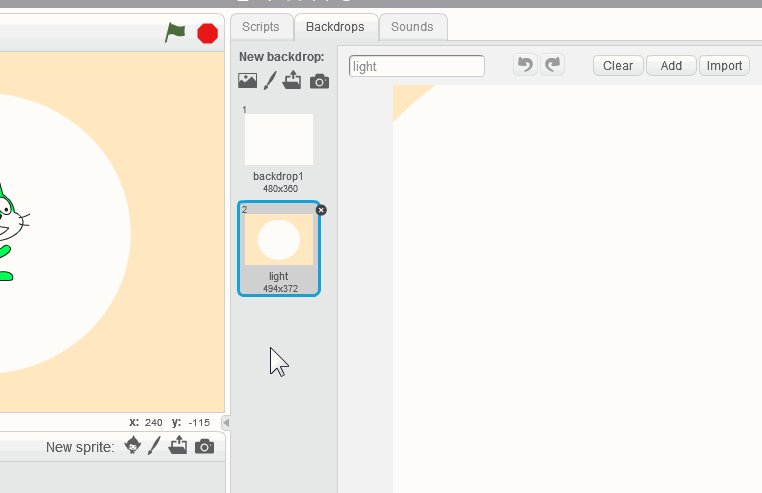 Scripts Backdrops Sounds
New backdrop:
light
Clear Add Import
1
backdrop1
480x360
2
light
494x372
x: 240 y: -115
New sprite: